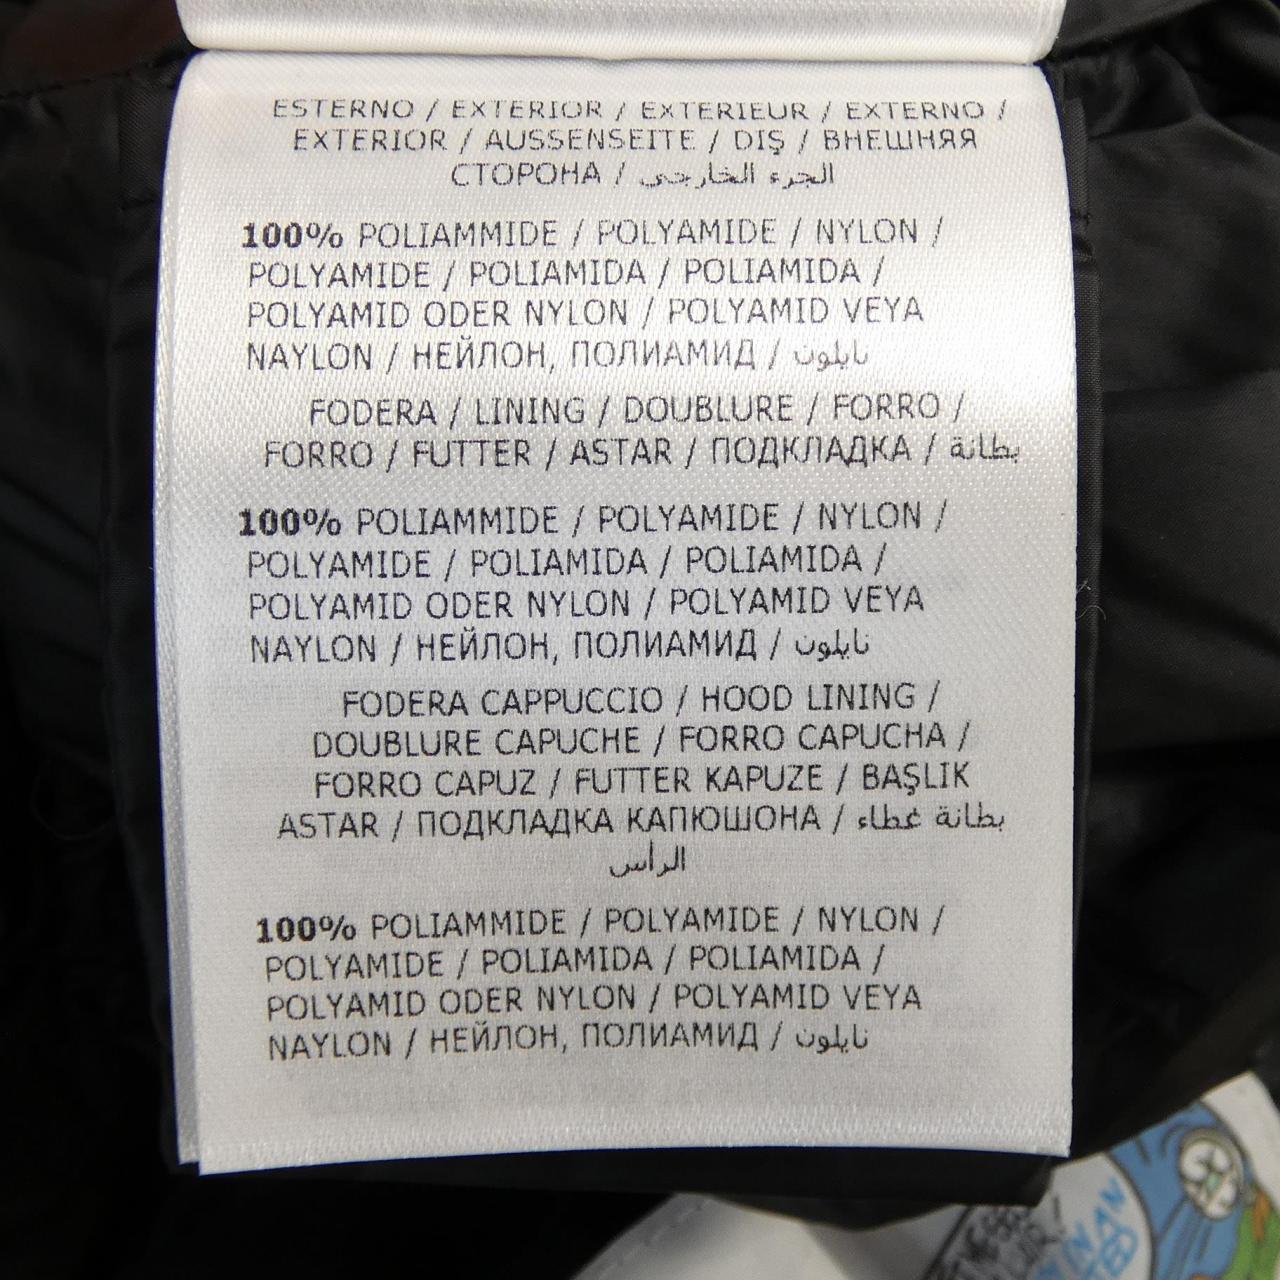 ESTERNO / EXTERIOR / EXTERIEUR / EXTERNO /
EXTERIOR / AUSSENSEITE / DIŞ / ВНЕШНЯЯ
СТОРОНА / الجزء الخارجي
100% POLIAMMIDE / POLYAMIDE / NYLON /
POLYAMIDE / POLIAMIDA / POLIAMIDA /
POLYAMID ODER NYLON / POLYAMID VEYA
NAYLON / НЕЙЛОН, ПОЛИАМИД / نايلون
FODERA / LINING / DOUBLURE / FORRO /
FORRO / FUTTER / ASTAR / ПОДКЛАДКА / بطانة
100% POLIAMMIDE / POLYAMIDE / NYLON /
POLYAMIDE / POLIAMIDA / POLIAMIDA /
POLYAMID ODER NYLON / POLYAMID VEYA
NAYLON / НЕЙЛОН, ПОЛИАМИД / نايلون
FODERA CAPPUCCIO / HOOD LINING /
DOUBLURE CAPUCHE / FORRO CAPUCHA /
FORRO CAPUZ / FUTTER KAPUZE / BAŞLIK
ASTAR / ПОДКЛАДКА КАПЮШОНА / بطانة غطاء
الرأس
100% POLIAMMIDE / POLYAMIDE / NYLON /
POLYAMIDE / POLIAMIDA / POLIAMIDA /
POLYAMID ODER NYLON / POLYAMID VEYA
NAYLON / НЕЙЛОН, ПОЛИАМИД / نايلون